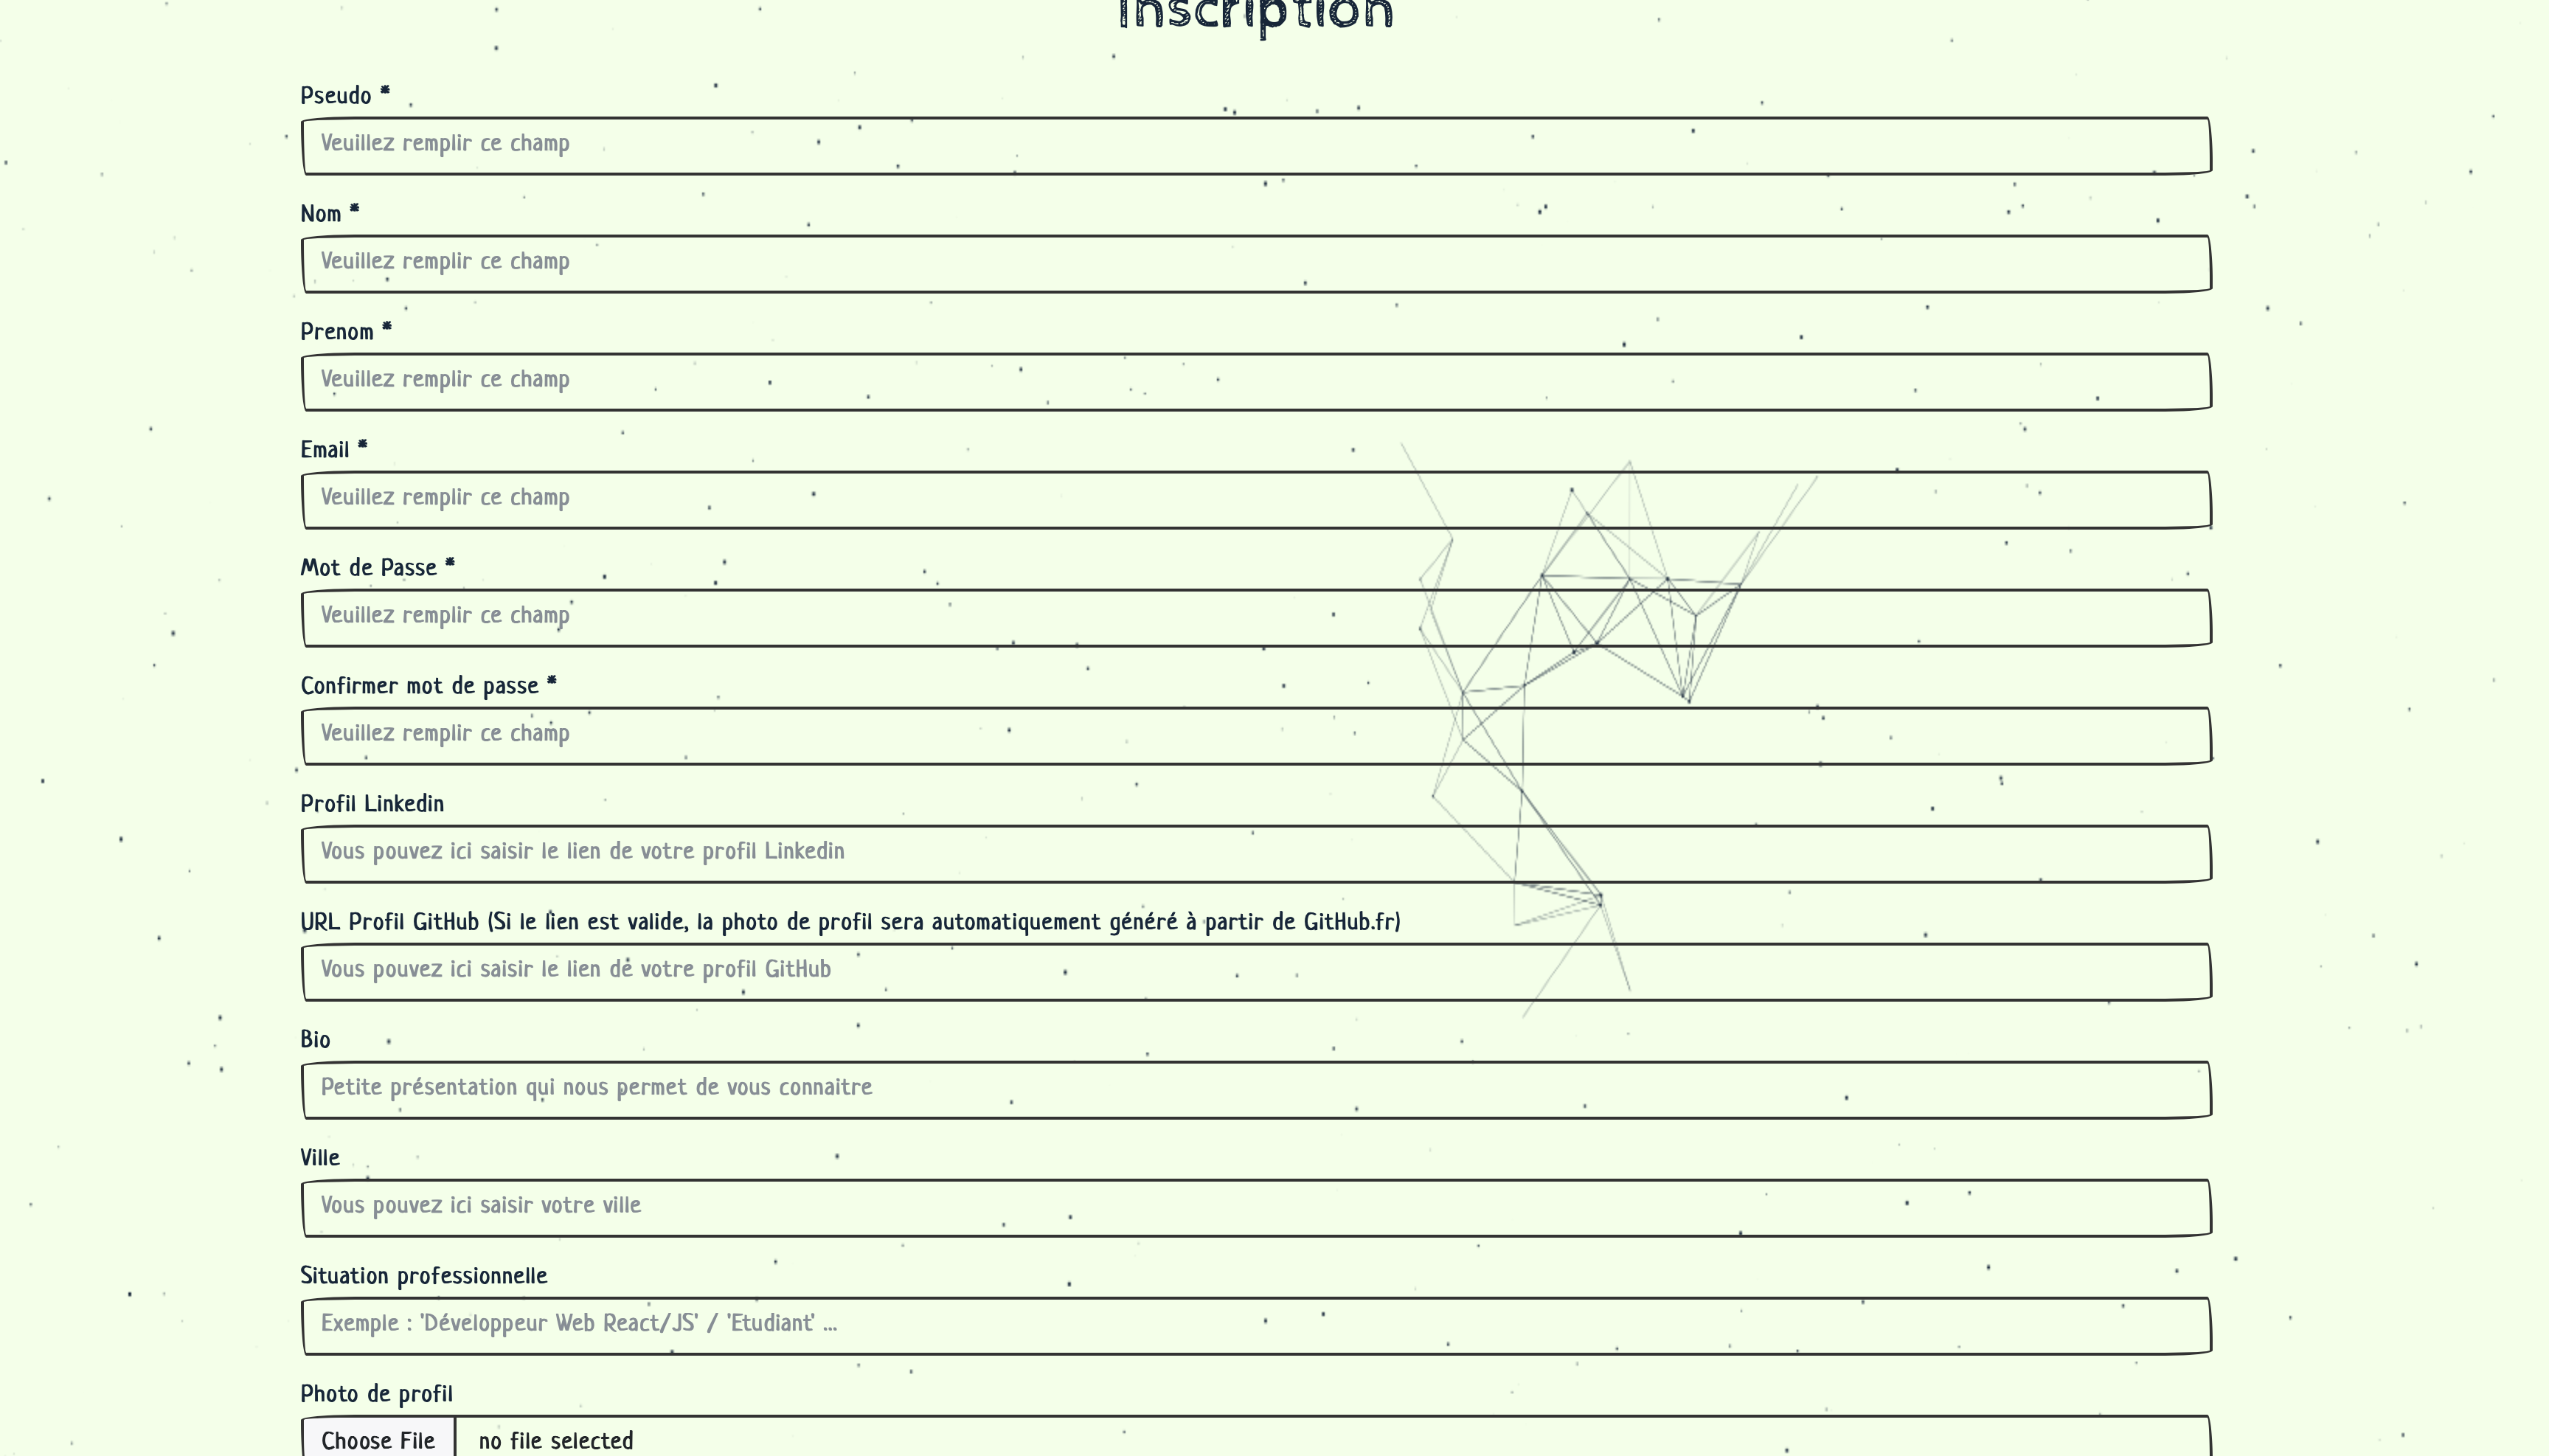 Inscription
Pseudo *
Veuillez remplir ce champ
Nom *
Veuillez remplir ce champ
Prenom *
Veuillez remplir ce champ
Email *
Veuillez remplir ce champ
Mot de Passe *
Veuillez remplir ce champ
Confirmer mot de passe *
Veuillez remplir ce champ
Profil Linkedin
Vous pouvez ici saisir le lien de votre profil Linkedin
URL Profil GitHub (Si le lien est valide, la photo de profil sera automatiquement généré à partir de GitHub.fr)
Vous pouvez ici saisir le lien de votre profil GitHub
Bio
Petite présentation qui nous permet de vous connaitre
Ville
Vous pouvez ici saisir votre ville
Situation professionnelle
Exemple : 'Développeur Web React/JS' / 'Etudiant' ...
Photo de profil
Choose File no file selected